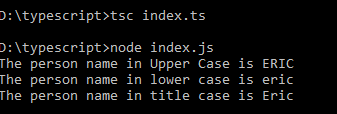 D:\typescript>tsc index.ts
D:\typescript>node index.js
The person name in Upper Case is ERIC
The person name in lower case is eric
The person name in title case is Eric